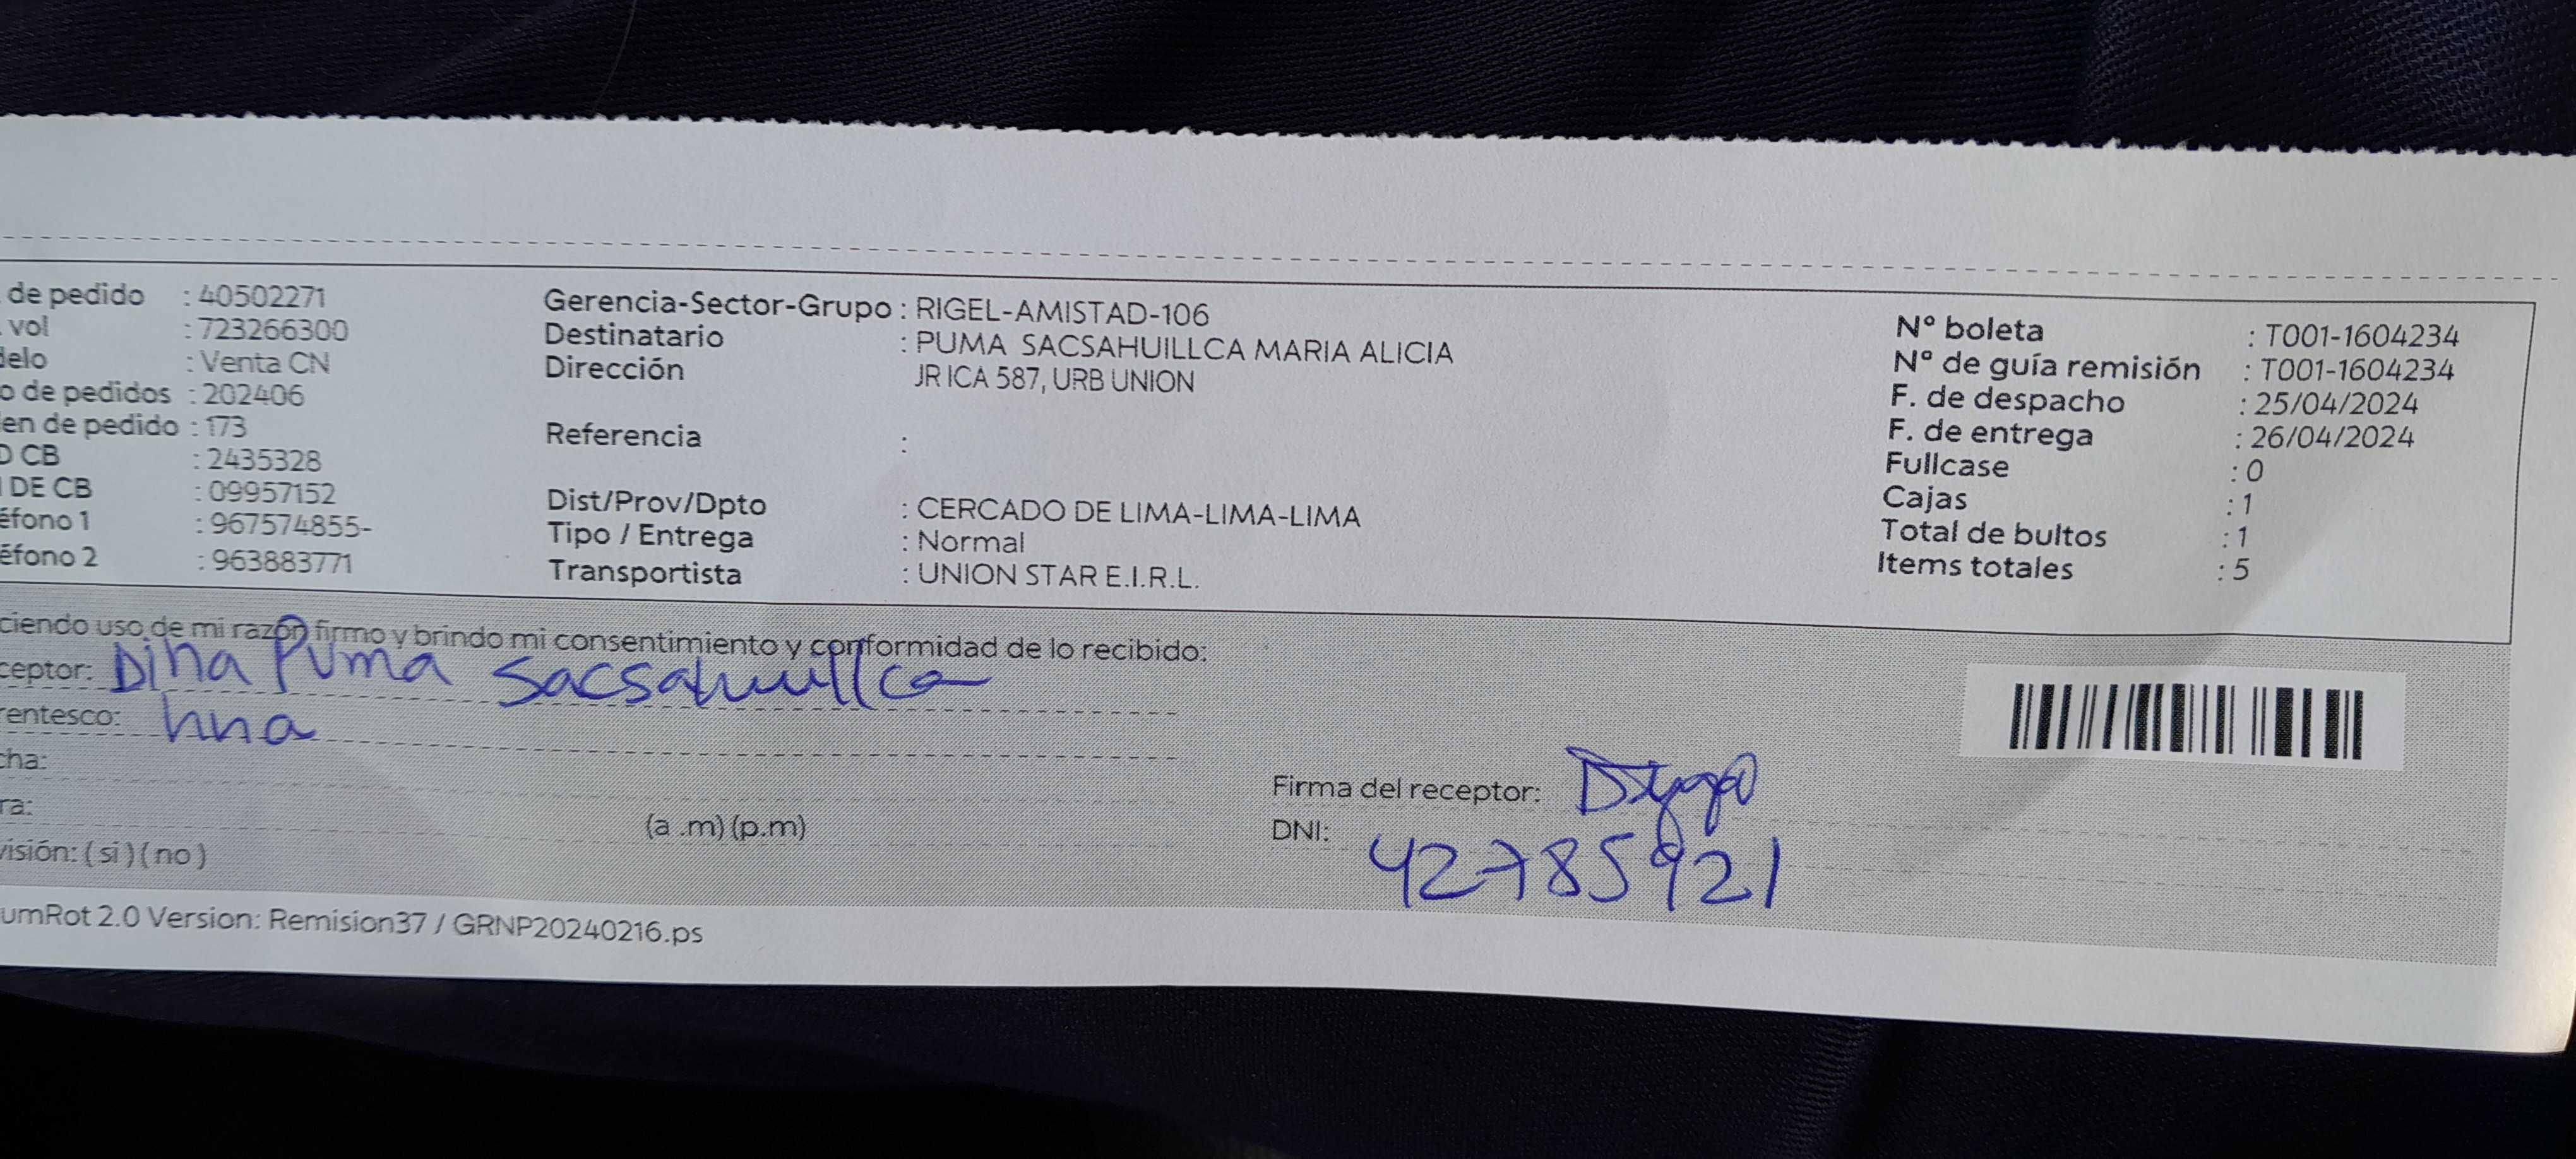 de pedido : 40502271
vol : 723266300
delo : Venta CN
o de pedidos : 202406
en de pedido : 173
D CB : 2435328
DE CB : 09957152
éfono 1 : 967574855-
éfono 2 : 963883771
Gerencia-Sector-Grupo : RIGEL-AMISTAD-106
Destinatario : PUMA SACSAHUILLCA MARIA ALICIA
Dirección JR ICA 587, URB UNION
Referencia :
Dist/Prov/Dpto : CERCADO DE LIMA-LIMA-LIMA
Tipo / Entrega : Normal
Transportista : UNION STAR E.I.R.L.
N° boleta : T001-1604234
N° de guía remisión : T001-1604234
F. de despacho : 25/04/2024
F. de entrega : 26/04/2024
Fullcase : 0
Cajas : 1
Total de bultos : 1
Items totales : 5
ciendo uso de mi razón firmo y brindo mi consentimiento y conformidad de lo recibido:
ceptor: Dina Puma Sacsahuillca
rentesco: hna
cha:
ra: (a .m) (p.m)
visión: ( si ) ( no )
Firma del receptor:
DNI: 42785921
umRot 2.0 Version: Remision37 / GRNP20240216.ps